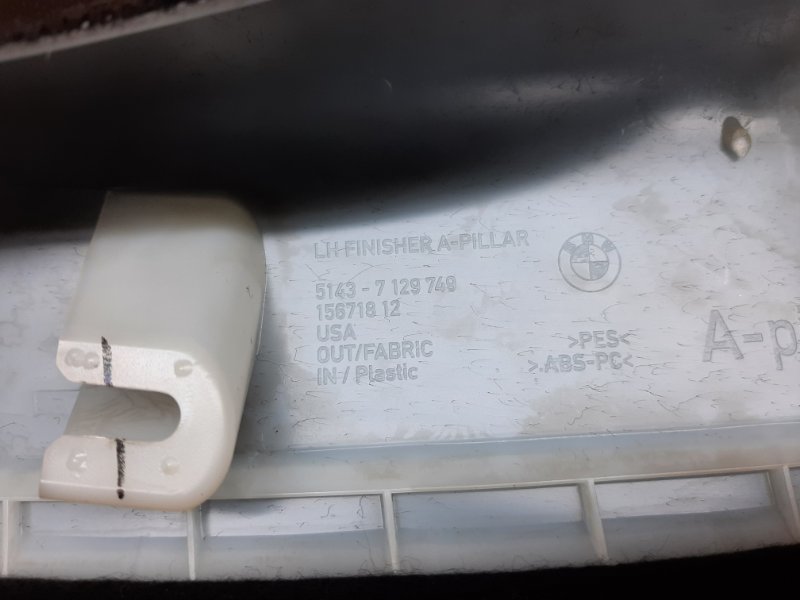 LH FINISHER A-PILLAR
5143 - 7 129 749
156718 12
USA
OUT/FABRIC
IN-/ Plastic
>PES<
>.ABS-PC<
A-p